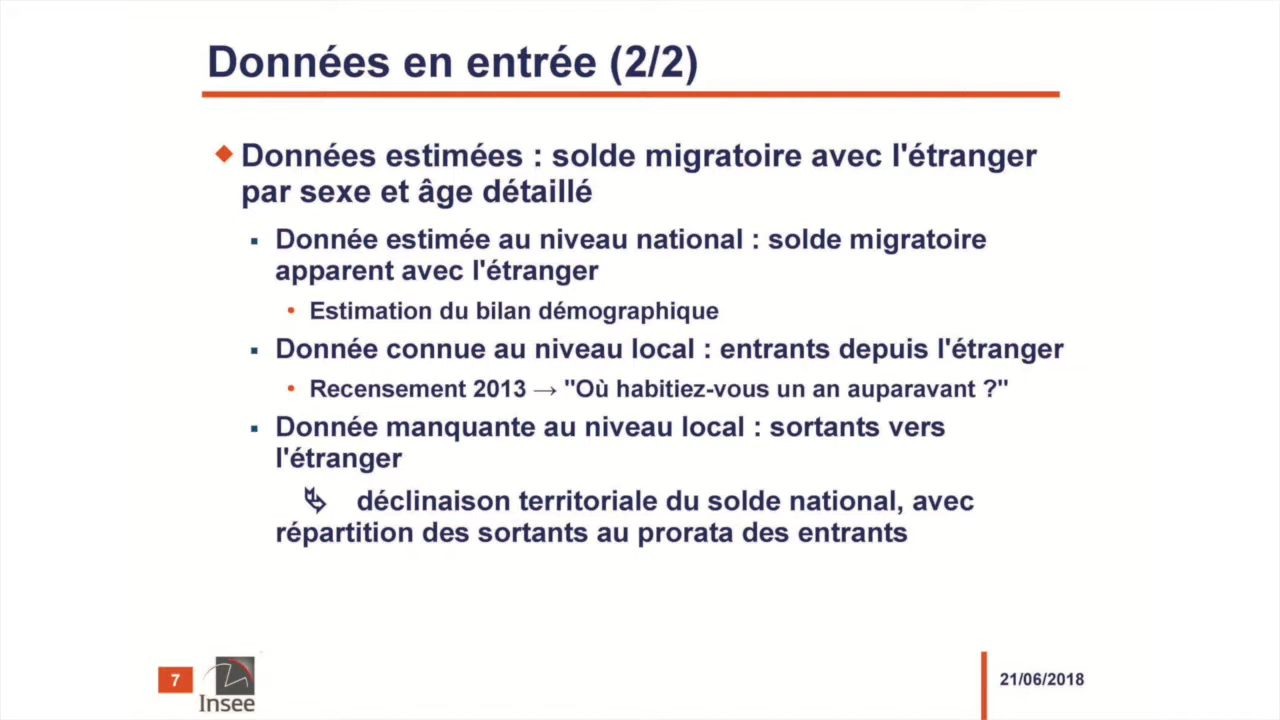 Données en entrée (2/2)
Données estimées : solde migratoire avec l'étranger
par sexe et âge détaillé
Donnée estimée au niveau national : solde migratoire
apparent avec l'étranger
Estimation du bilan démographique
Donnée connue au niveau local : entrants depuis l'étranger
Recensement 2013 → "Où habitiez-vous un an auparavant ?"
Donnée manquante au niveau local : sortants vers
l'étranger
déclinaison territoriale du solde national, avec
répartition des sortants au prorata des entrants
7
Insee
21/06/2018